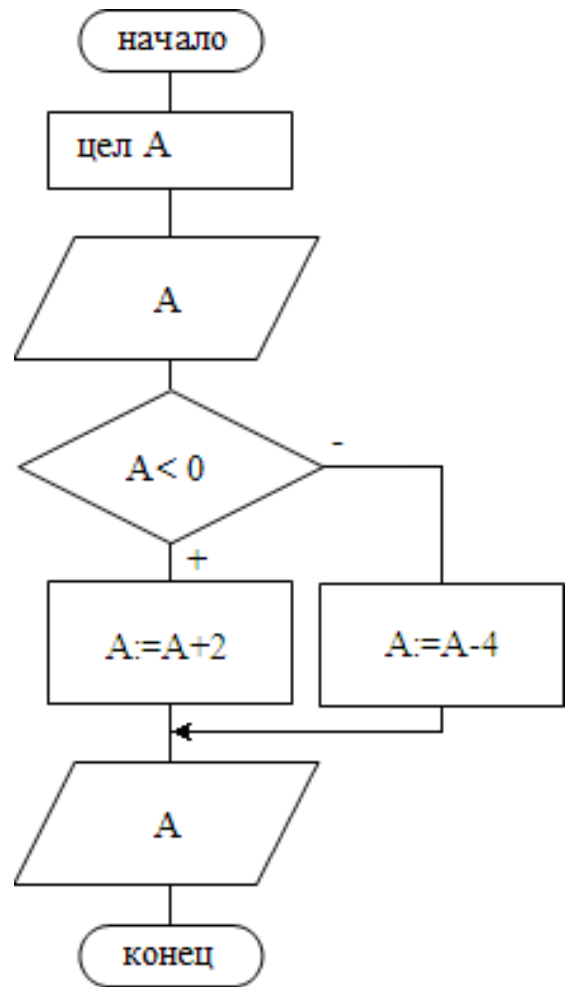 начало
цел А
А
А< 0
-
+
А:=А+2
А:=А-4
А
конец